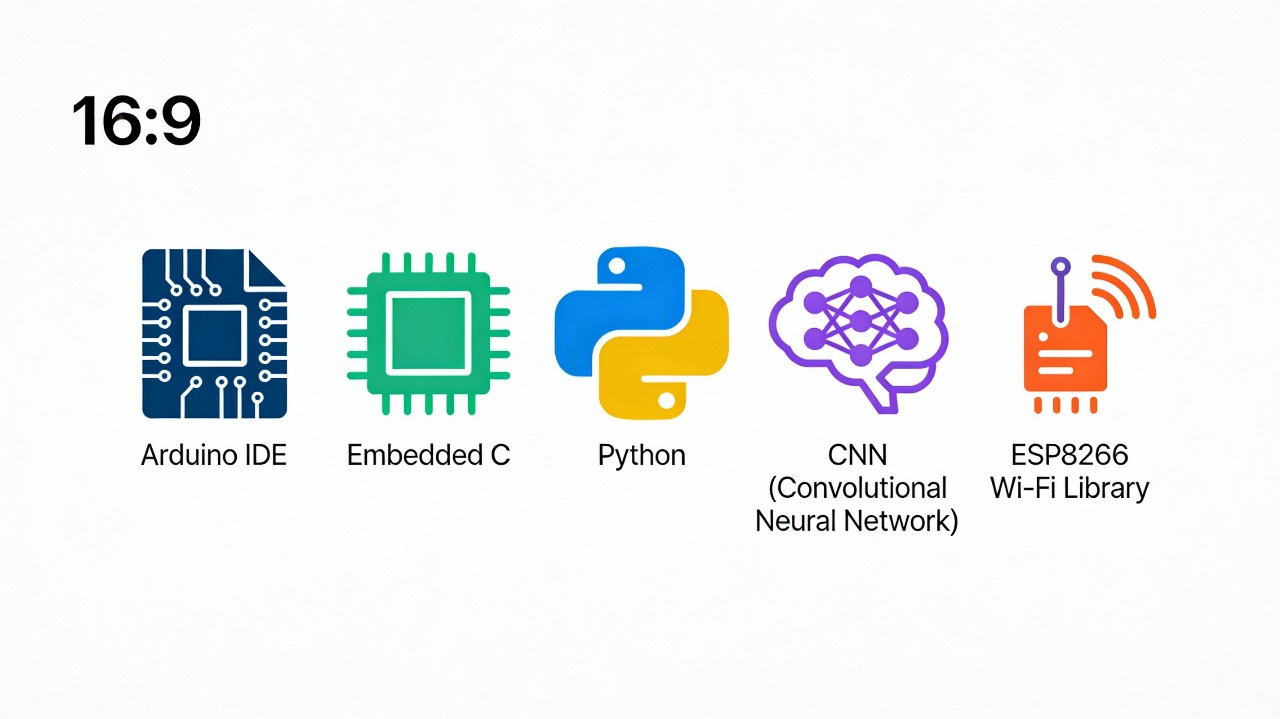 16:9
Arduino IDE
Embedded C
Python
CNN
(Convolutional
Neural Network)
ESP8266
Wi-Fi Library